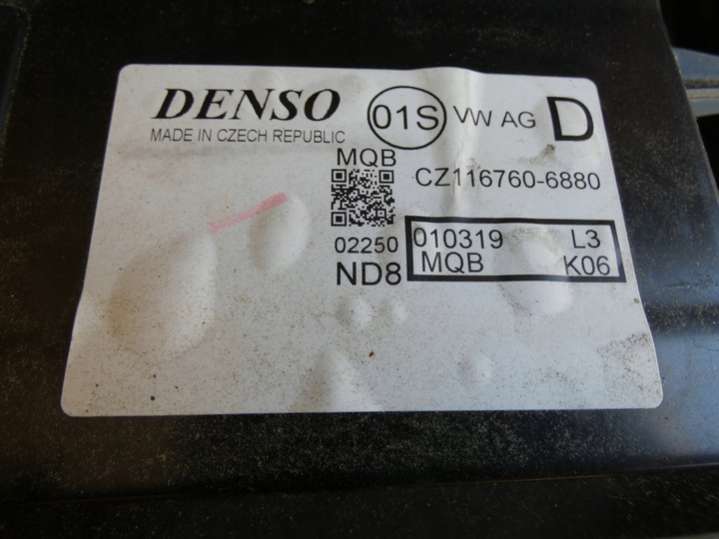 DENSO 01S VW AG D
MADE IN CZECH REPUBLIC
MQB
CZ116760-6880
02250 010319 L3
ND8 MQB K06